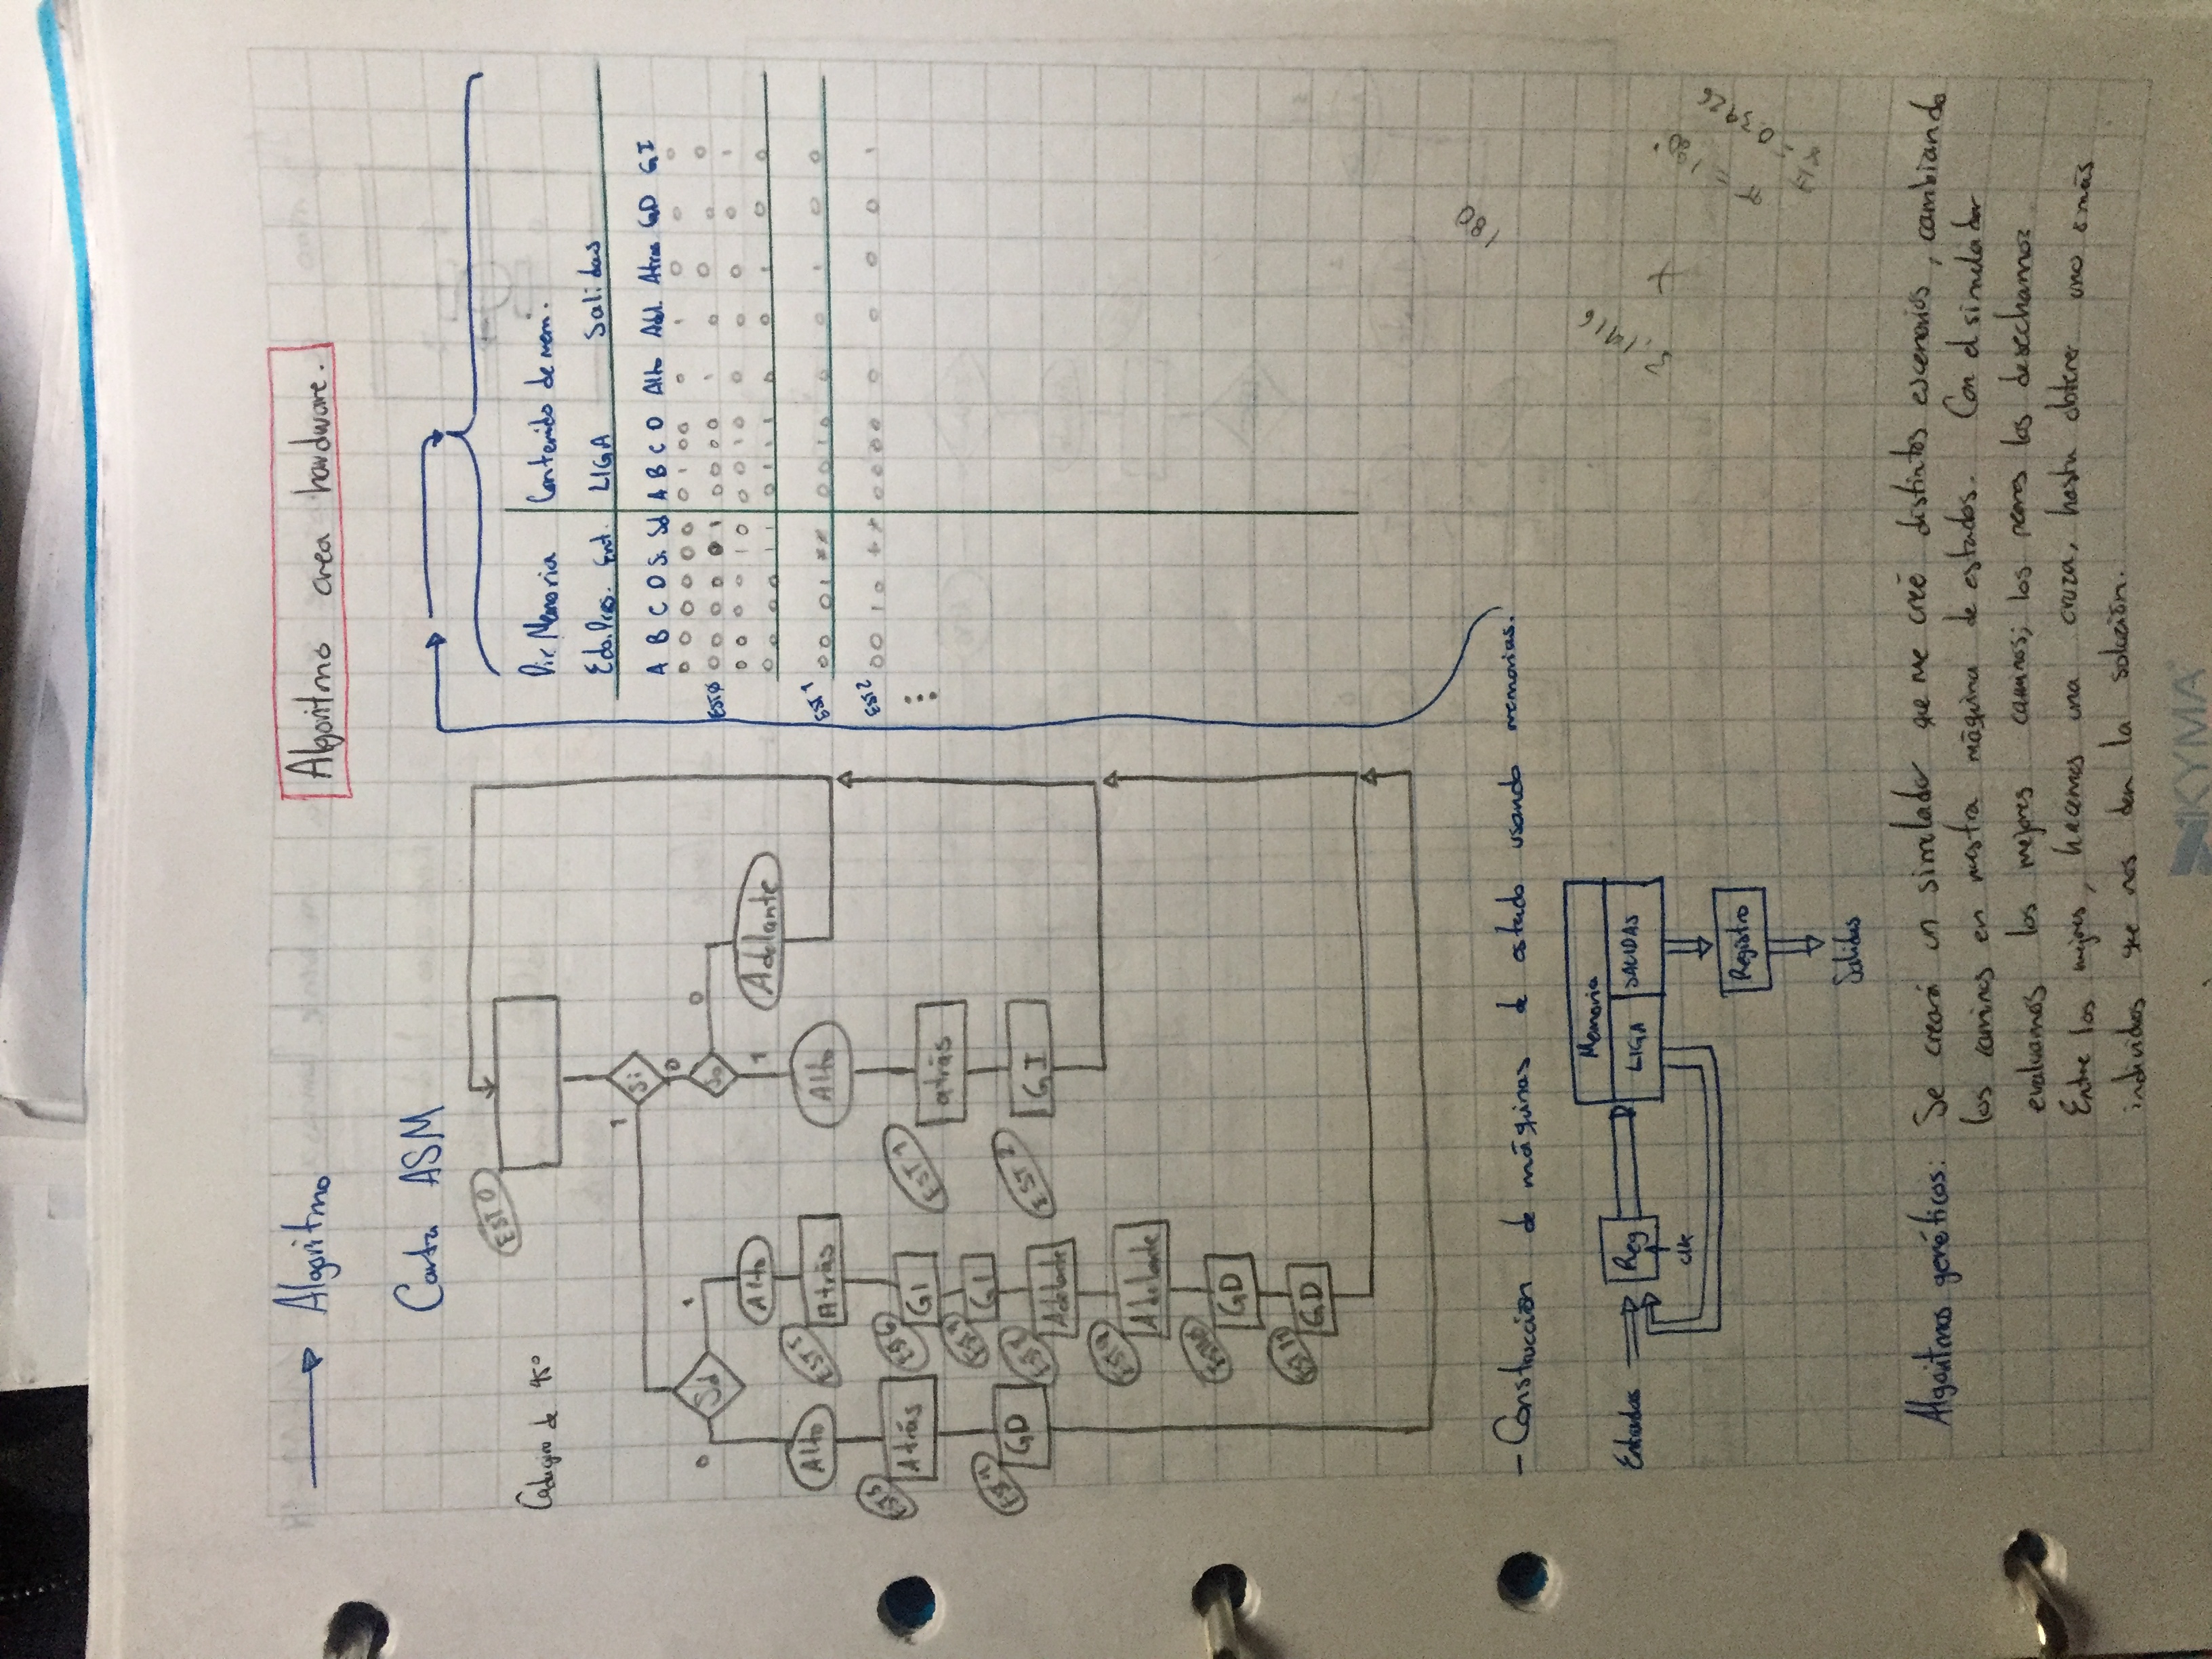 Algoritmo
Algoritmo crea hardware.
Carta ASM
Cada giro de 45°
EST 0
Si
1
0
Sd
0
1
Sd
0
1
Alto
Adelante
Alto
EST 5
Atrás
Alto
EST 3
Atrás
EST 6
GI
EST 1
atrás
EST 7
GI
EST 4
GD
EST 8
Adelante
EST 2
GI
EST 9
Adelante
EST 10
GD
EST 11
GD
Dir. Memoria Contenido de mem.
Edo. Pres. Ent. LIGA Salidas
A B C D Si Sd A B C D Alto Adel. Atras GD GI
0 0 0 0 0 0 0 1 0 0 0 1 0 0 0
EST 0 0 0 0 0 0 1 0 0 0 0 1 0 0 0 0
0 0 0 0 1 0 0 0 1 0 0 0 0 0 1
0 0 0 0 1 1 0 1 1 1 0 0 1 0 0
EST 1 0 0 0 1 * * 0 0 1 0 0 0 1 0 0
EST 2 0 0 1 0 * * 0 0 0 0 0 0 0 0 1
- Construcción de máquinas de estado usando memorias.
Entradas
Reg
clk
Memoria
LIGA SALIDAS
Registro
Salidas
180
3.1416
x
π = 180°
= 0.3926
Algoritmos genéticos: Se creará un simulador que me creé distintos escenarios, cambiando
los caminos en nuestra máquina de estados. Con el simulador
evaluamos los mejores caminos; los peores los desechamos
Entre los mejores, hacemos una cruza, hasta obtener uno o más
individuos que nos den la solución.
KYMA